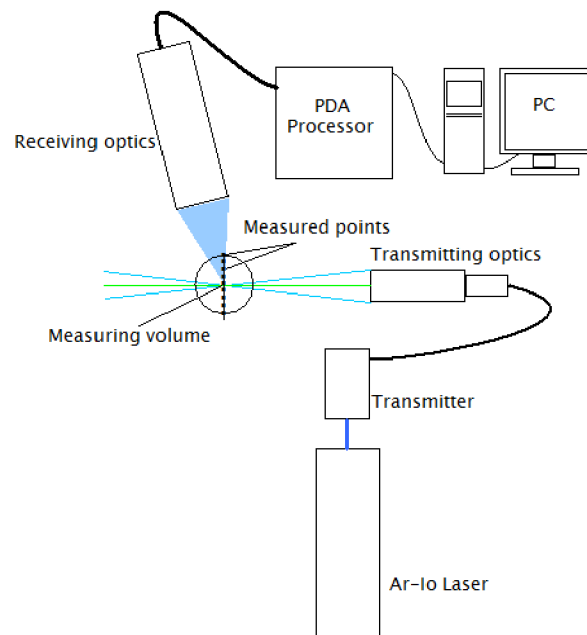 PDA
Processor
PC
Receiving optics
Measured points
Transmitting optics
Measuring volume
Transmitter
Ar-Io Laser